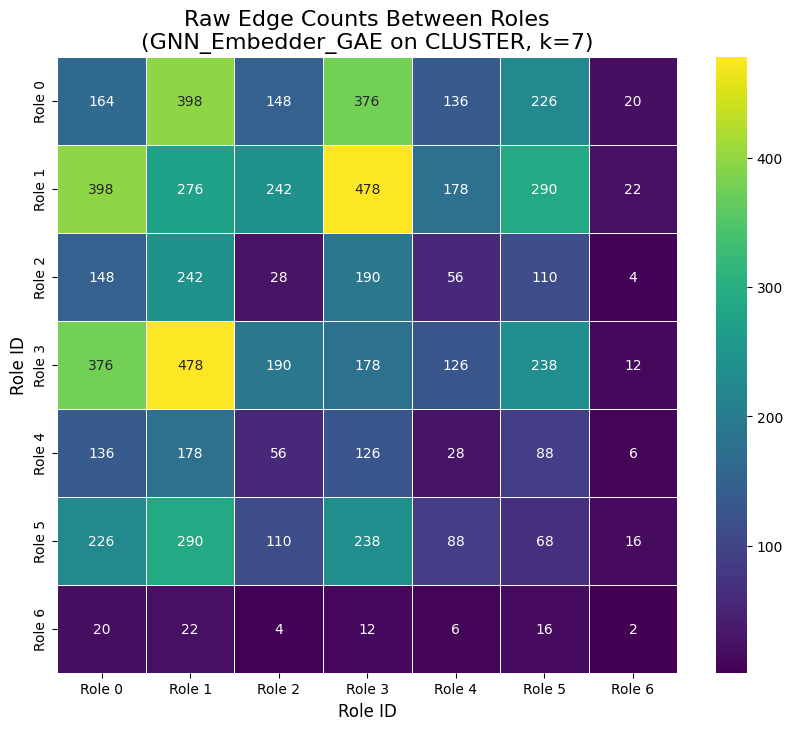 Raw Edge Counts Between Roles
(GNN_Embedder_GAE on CLUSTER, k=7)
Role ID
Role 0 164 398 148 376 136 226 20
Role 1 398 276 242 478 178 290 22
Role 2 148 242 28 190 56 110 4
Role 3 376 478 190 178 126 238 12
Role 4 136 178 56 126 28 88 6
Role 5 226 290 110 238 88 68 16
Role 6 20 22 4 12 6 16 2
Role 0 Role 1 Role 2 Role 3 Role 4 Role 5 Role 6
Role ID
400
300
200
100